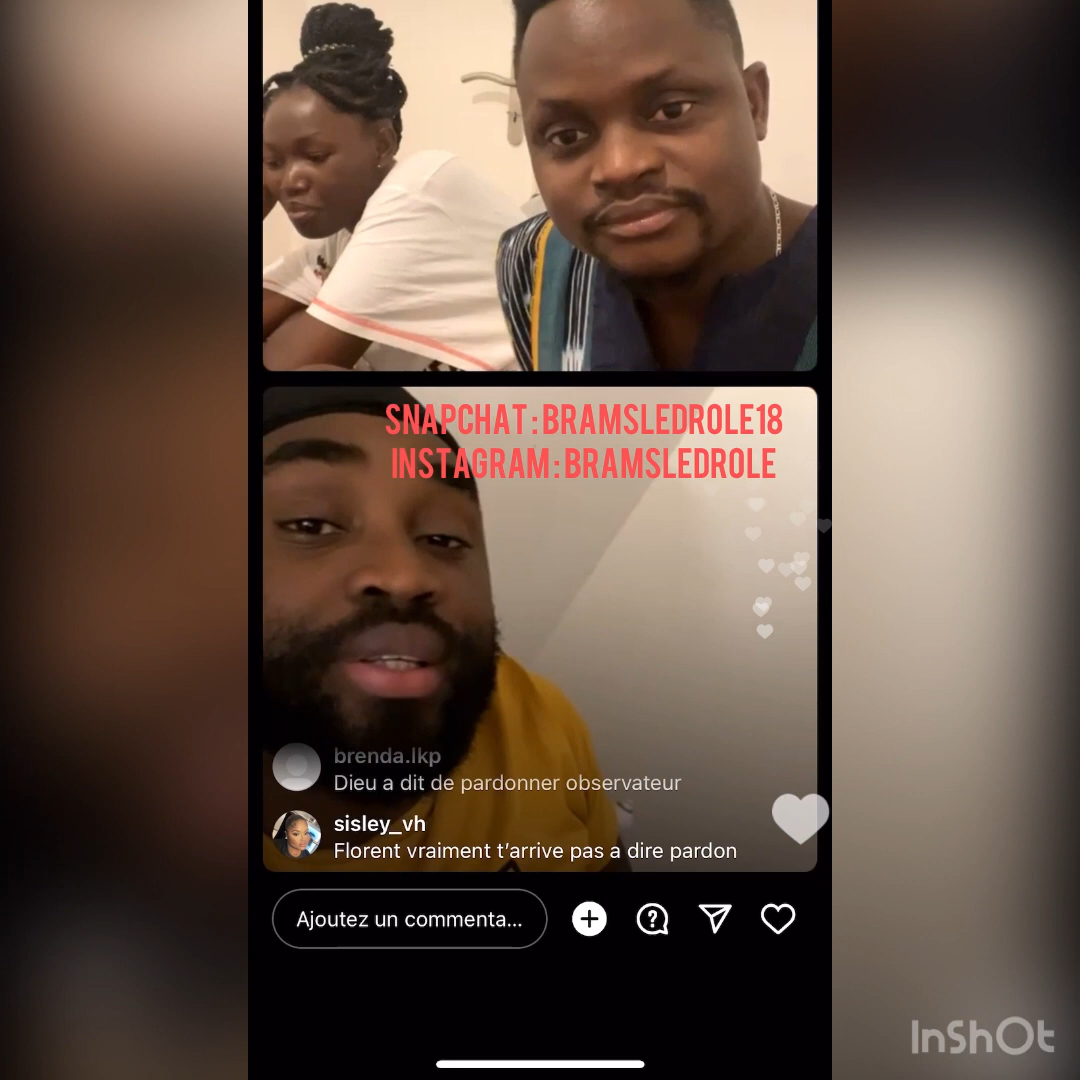 SNAPCHAT : BRAMSLEDROLE18
INSTAGRAM : BRAMSLEDROLE
brenda.lkp
Dieu a dit de pardonner observateur
sisley_vh
Florent vraiment t’arrive pas a dire pardon
Ajoutez un commenta...
InShOt